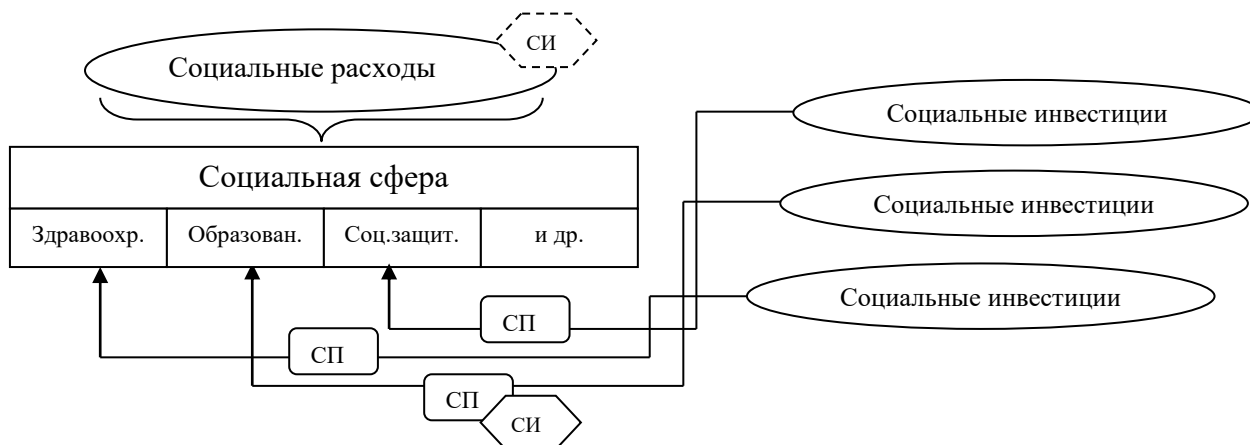 СИ
Социальные расходы
Социальные инвестиции
Социальная сфера
Социальные инвестиции
Здравоохр.
Образован.
Соц.защит.
и др.
Социальные инвестиции
СП
СП
СП
СИ